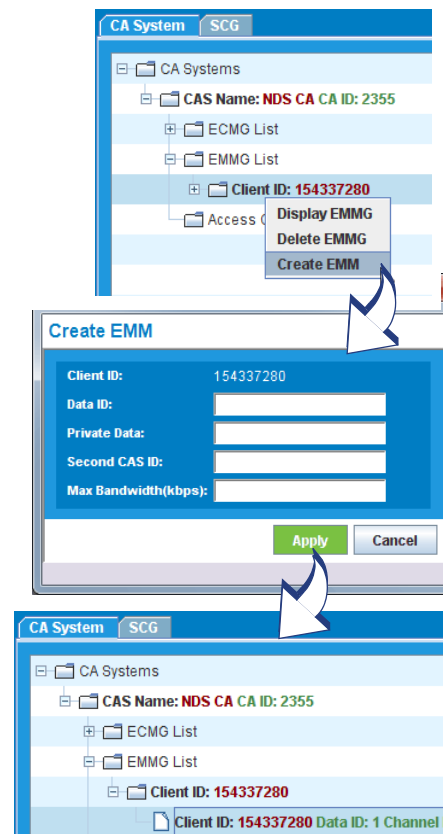 CA System SCG
CA Systems
CAS Name: NDS CA CA ID: 2355
ECMG List
EMMG List
Client ID: 154337280
Access
Display EMMG
Delete EMMG
Create EMM
Create EMM
Client ID: 154337280
Data ID:
Private Data:
Second CAS ID:
Max Bandwidth(kbps):
Apply Cancel
CA System SCG
CA Systems
CAS Name: NDS CA CA ID: 2355
ECMG List
EMMG List
Client ID: 154337280
Client ID: 154337280 Data ID: 1 Channel